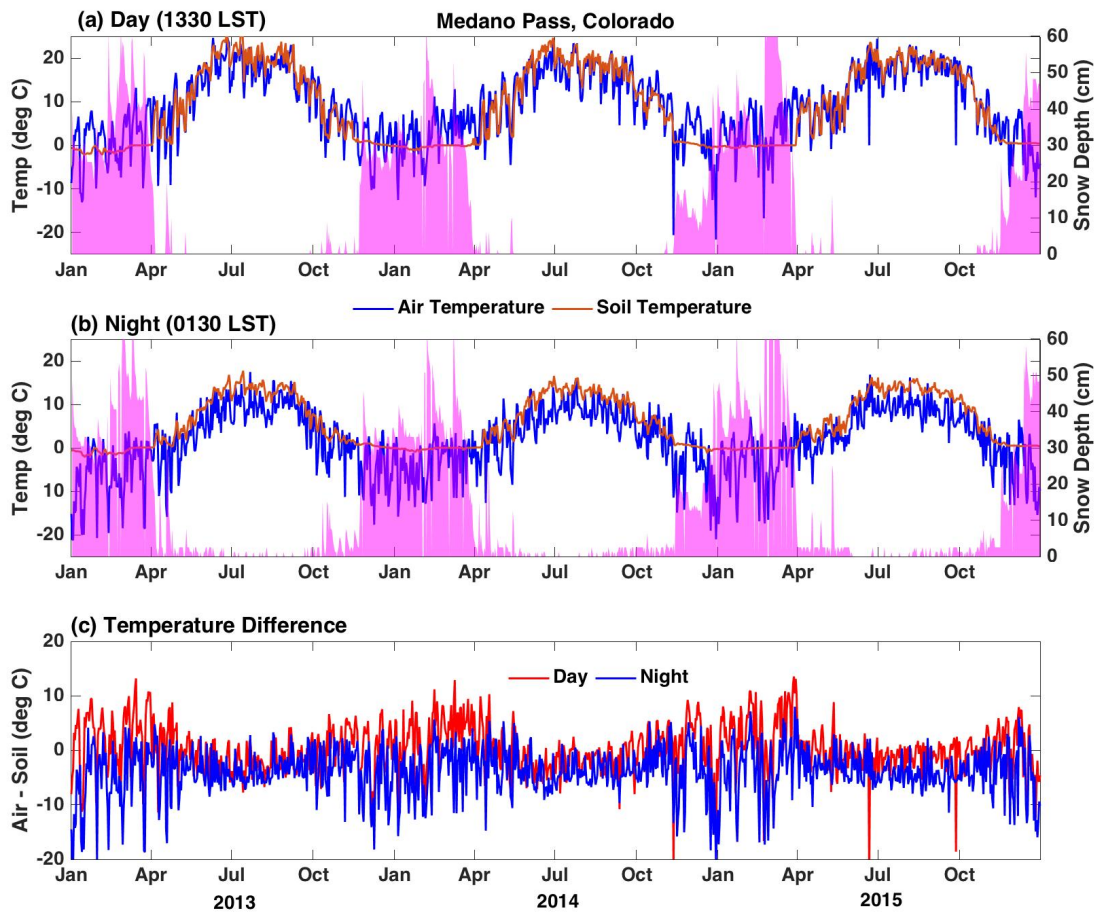 (a) Day (1330 LST) Medano Pass, Colorado
Temp (deg C)
20
10
0
-10
-20
60
50
40
30
20
10
0
Snow Depth (cm)
Jan Apr Jul Oct Jan Apr Jul Oct Jan Apr Jul Oct
Air Temperature Soil Temperature
(b) Night (0130 LST)
Temp (deg C)
20
10
0
10
-20
60
50
40
30
20
10
0
Snow Depth (cm)
Jan Apr Jul Oct Jan Apr Jul Oct Jan Apr Jul Oct
(c) Temperature Difference
Air - Soil (deg C)
20
10
0
-10
-20
Day Night
Jan Apr Jul Oct Jan Apr Jul Oct Jan Apr Jul Oct
2013 2014 2015